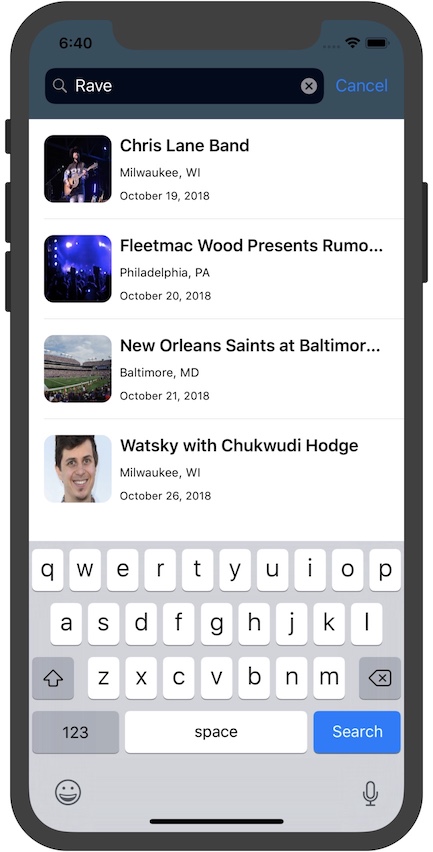 6:40
Rave
Cancel
Chris Lane Band
Milwaukee, WI
October 19, 2018
Fleetmac Wood Presents Rumo...
Philadelphia, PA
October 20, 2018
New Orleans Saints at Baltimor...
Baltimore, MD
October 21, 2018
Watsky with Chukwudi Hodge
Milwaukee, WI
October 26, 2018
q w e r t y u i o p
a s d f g h j k l
z x c v b n m
123 space Search